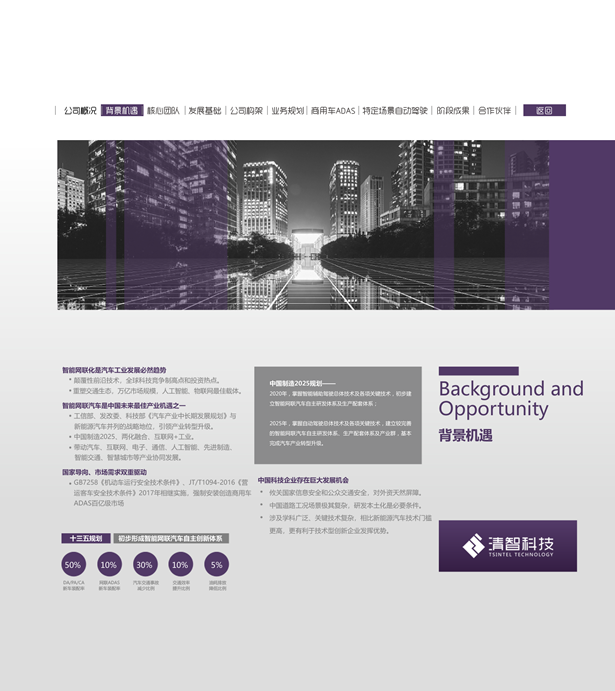 公司概况 背景机遇 核心团队 发展基础 公司构架 业务规划 商用车ADAS 特定场景自动驾驶 阶段成果 合作伙伴 返回
智能网联化是汽车工业发展必然趋势
• 颠覆性前沿技术、全球科技竞争制高点和投资热点。
• 重塑交通生态，万亿市场规模，人工智能、物联网最佳载体。
智能网联汽车是中国未来最佳产业机遇之一
• 工信部、发改委、科技部《汽车产业中长期发展规划》与
新能源汽车并列的战略地位，引领产业转型升级。
• 中国制造2025、两化融合、互联网+工业。
• 带动汽车、互联网、电子、通信、人工智能、先进制造、
智能交通、智慧城市等产业协同发展。
国家导向、市场需求双重驱动
• GB7258《机动车运行安全技术条件》、JT/T1094-2016《营
运客车安全技术条件》2017年相继实施，强制安装创造商用车
ADAS百亿级市场
十三五规划 初步形成智能网联汽车自主创新体系
50% 10% 30% 10% 5%
DA/PA/CA 网联ADAS 汽车交通事故 交通效率 油耗排放
新车装配率 新车装配率 减少比例 提升比例 降低比例
中国制造2025规划——
2020年，掌握智能辅助驾驶总体技术及各项关键技术，初步建
立智能网联汽车自主研发体系及生产配套体系；
2025年，掌握自动驾驶总体技术及各项关键技术，建立较完善
的智能网联汽车自主研发体系、生产配套体系及产业群，基本
完成汽车产业转型升级。
中国科技企业存在巨大发展机会
• 攸关国家信息安全和公众交通安全，对外资天然屏障。
• 中国道路工况场景极其复杂，研发本土化是必要条件。
• 涉及学科广泛、关键技术复杂，相比新能源汽车技术门槛
更高，更有利于技术型创新企业发挥优势。
Background and
Opportunity
背景机遇
清智科技
TSINTEL TECHNOLOGY